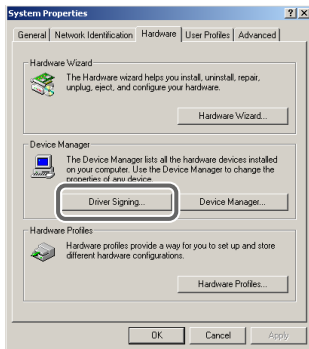 System Properties
General Network Identification Hardware User Profiles Advanced
Hardware Wizard
The Hardware wizard helps you install, uninstall, repair,
unplug, eject, and configure your hardware.
Hardware Wizard...
Device Manager
The Device Manager lists all the hardware devices installed
on your computer. Use the Device Manager to change the
properties of any device.
Driver Signing... Device Manager...
Hardware Profiles
Hardware profiles provide a way for you to set up and store
different hardware configurations.
Hardware Profiles...
OK Cancel Apply